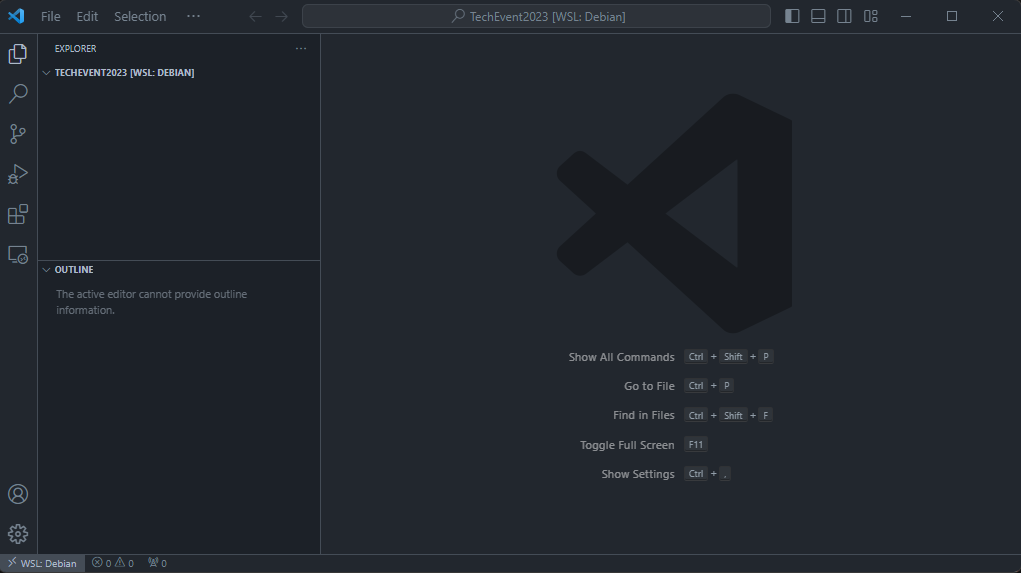 File Edit Selection ··· TechEvent2023 [WSL: Debian]
EXPLORER ···
TECHEVENT2023 [WSL: DEBIAN]
OUTLINE
The active editor cannot provide outline
information.
Show All Commands Ctrl + Shift + P
Go to File Ctrl + P
Find in Files Ctrl + Shift + F
Toggle Full Screen F11
Show Settings Ctrl + .
WSL: Debian 0 0 0